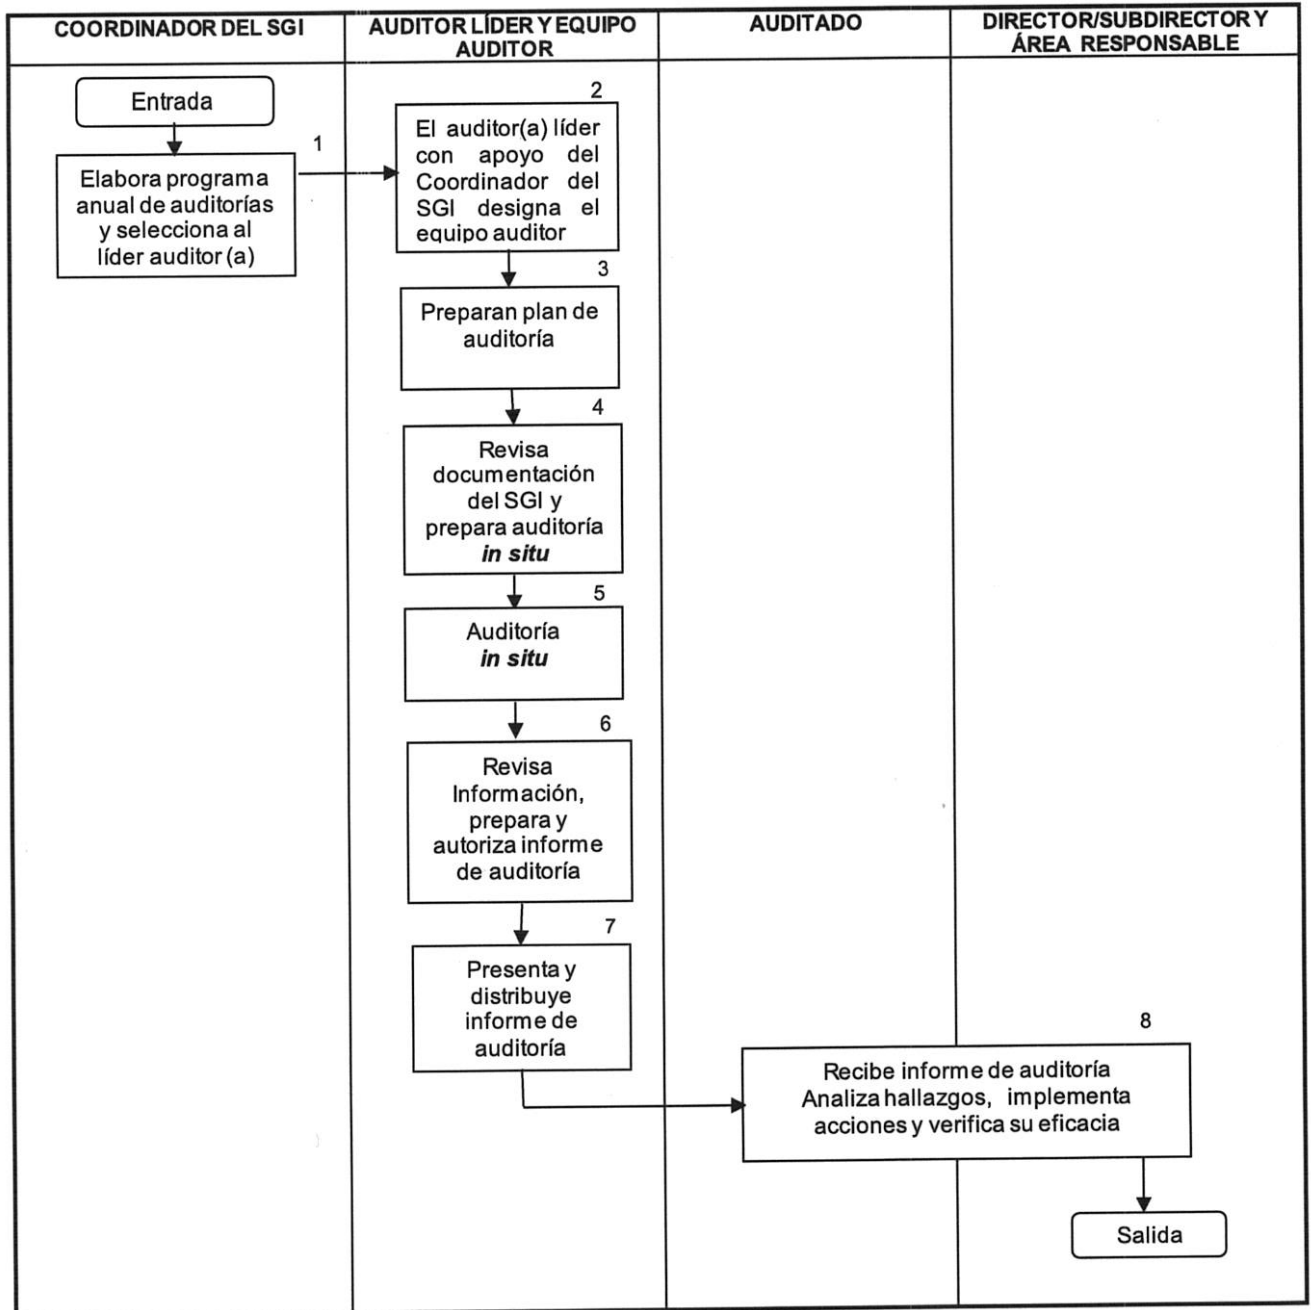 COORDINADOR DEL SGI
AUDITOR LÍDER Y EQUIPO
AUDITOR
AUDITADO
DIRECTOR/SUBDIRECTOR Y
ÁREA RESPONSABLE
Entrada
1
Elabora programa
anual de auditorías
y selecciona al
líder auditor (a)
2
El auditor(a) líder
con apoyo del
Coordinador del
SGI designa el
equipo auditor
3
Preparan plan de
auditoría
4
Revisa
documentación
del SGI y
prepara auditoría
in situ
5
Auditoría
in situ
6
Revisa
Información,
prepara y
autoriza informe
de auditoría
7
Presenta y
distribuye
informe de
auditoría
8
Recibe informe de auditoría
Analiza hallazgos, implementa
acciones y verifica su eficacia
Salida